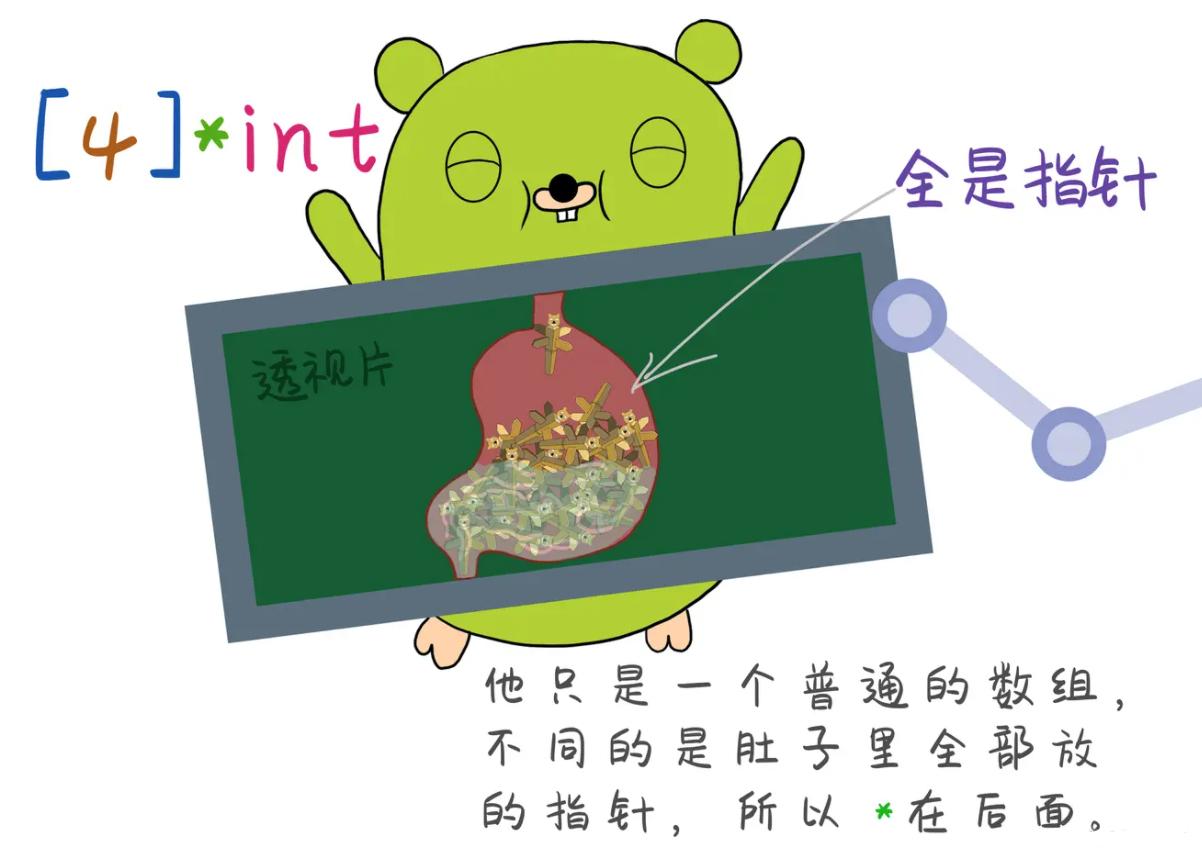 [4]*int
全是指针
透视片
他只是一个普通的数组，
不同的是肚子里全部放
的指针，所以*在后面。